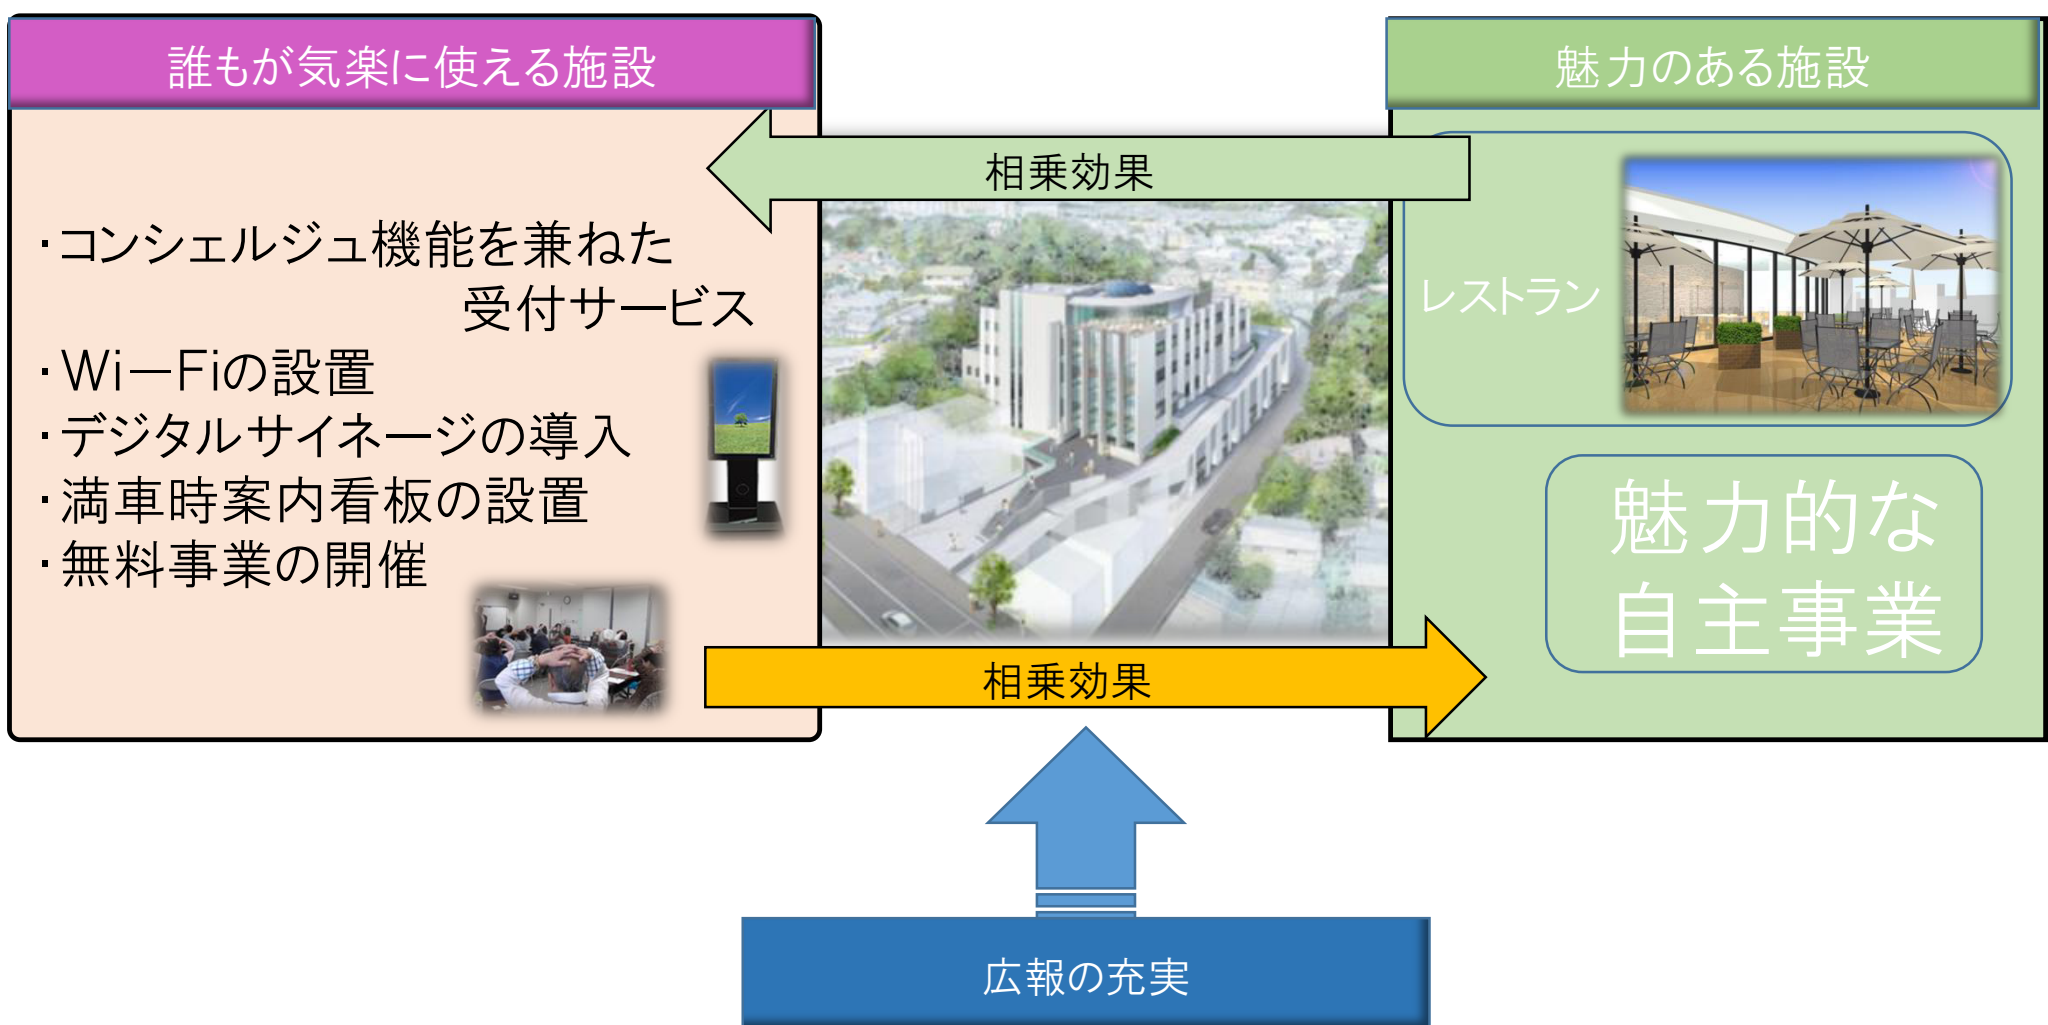 誰もが気楽に使える施設
・コンシェルジュ機能を兼ねた
受付サービス
・Wi－Fiの設置
・デジタルサイネージの導入
・満車時案内看板の設置
・無料事業の開催
相乗効果
相乗効果
魅力のある施設
レストラン
魅力的な
自主事業
広報の充実